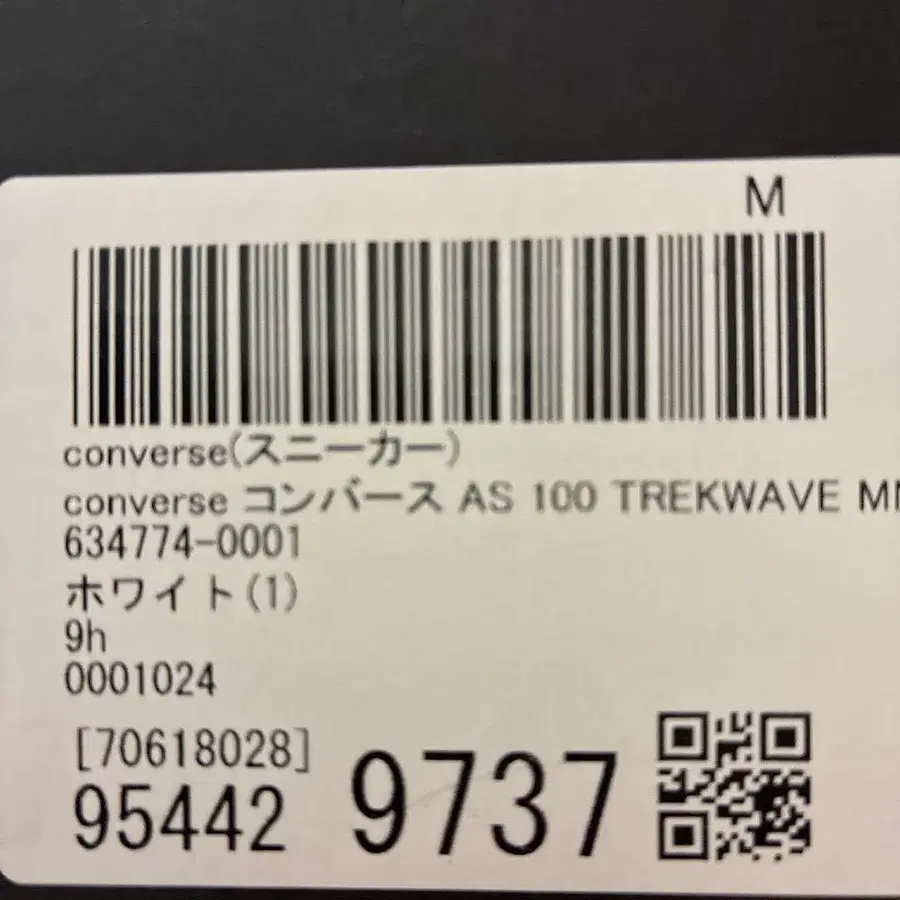 M
converse(スニーカー)
converse コンバース AS 100 TREKWAVE
634774-0001
ホワイト(1)
9h
0001024
[70618028]
95442 9737